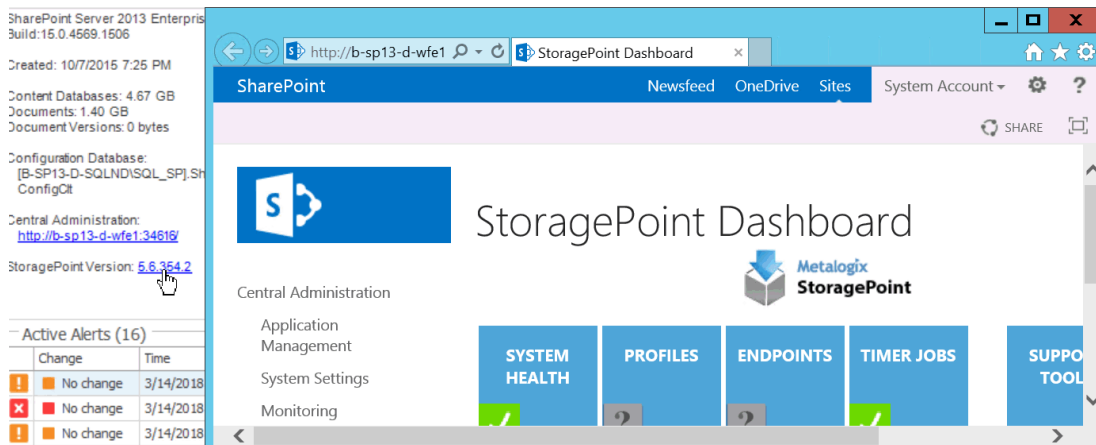 SharePoint Server 2013 Enterpris
Build:15.0.4569.1506
Created: 10/7/2015 7:25 PM
Content Databases: 4.67 GB
Documents: 1.40 GB
Document Versions: 0 bytes
Configuration Database:
[B-SP13-D-SQLND\SQL_SP].Sh
ConfigClt
Central Administration:
http://b-sp13-d-wfe1:34616/
StoragePoint Version: 5.6.354.2
Active Alerts (16)
Change Time
No change 3/14/2018
No change 3/14/2018
No change 3/14/2018
http://b-sp13-d-wfe1
StoragePoint Dashboard
SharePoint
Newsfeed OneDrive Sites System Account ?
SHARE
StoragePoint Dashboard
Metalogix
StoragePoint
Central Administration
Application
Management
System Settings
Monitoring
SYSTEM
HEALTH
PROFILES
ENDPOINTS
TIMER JOBS
SUPPO
TOOL